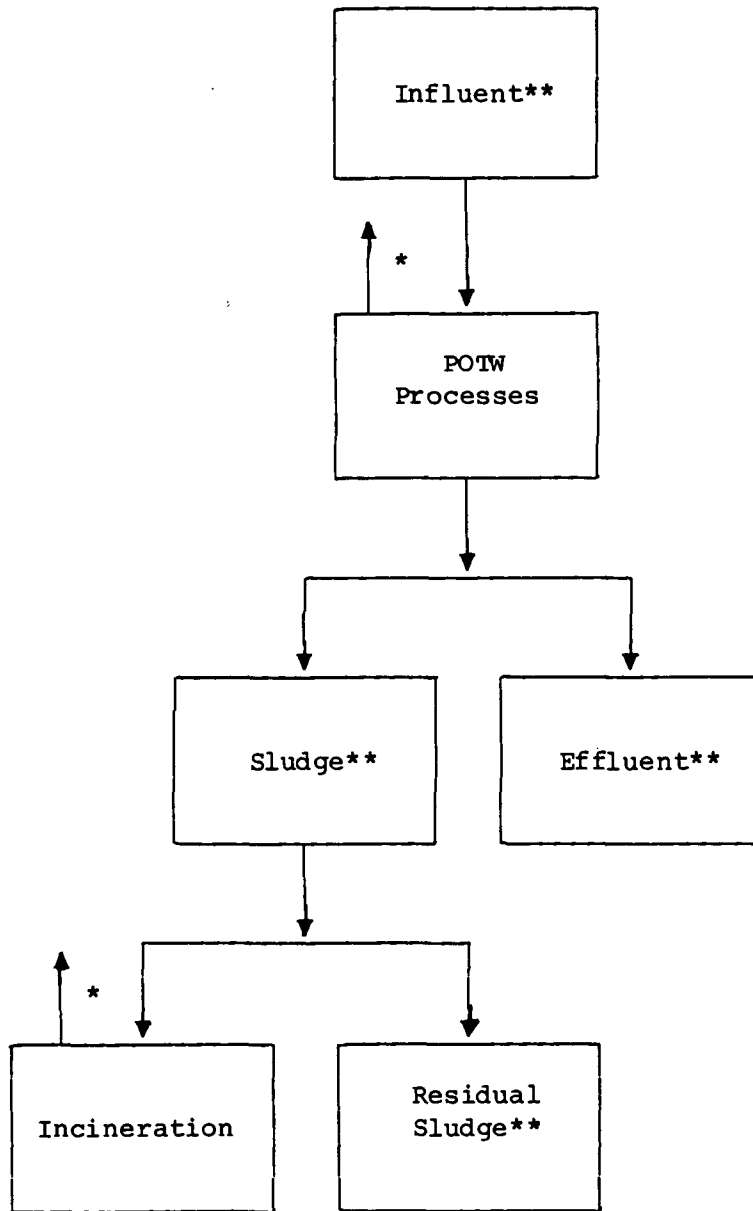 Influent**
*
POTW
Processes
Sludge**
Effluent**
*
Incineration
Residual
Sludge**